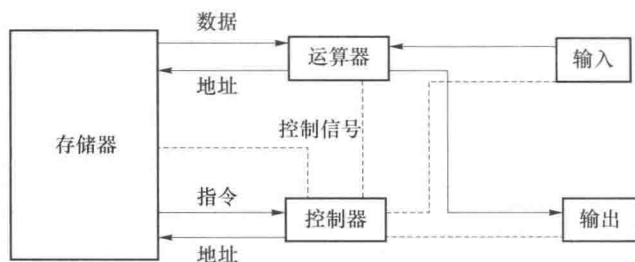 数据
运算器
输入
地址
控制信号
存储器
指令
控制器
输出
地址